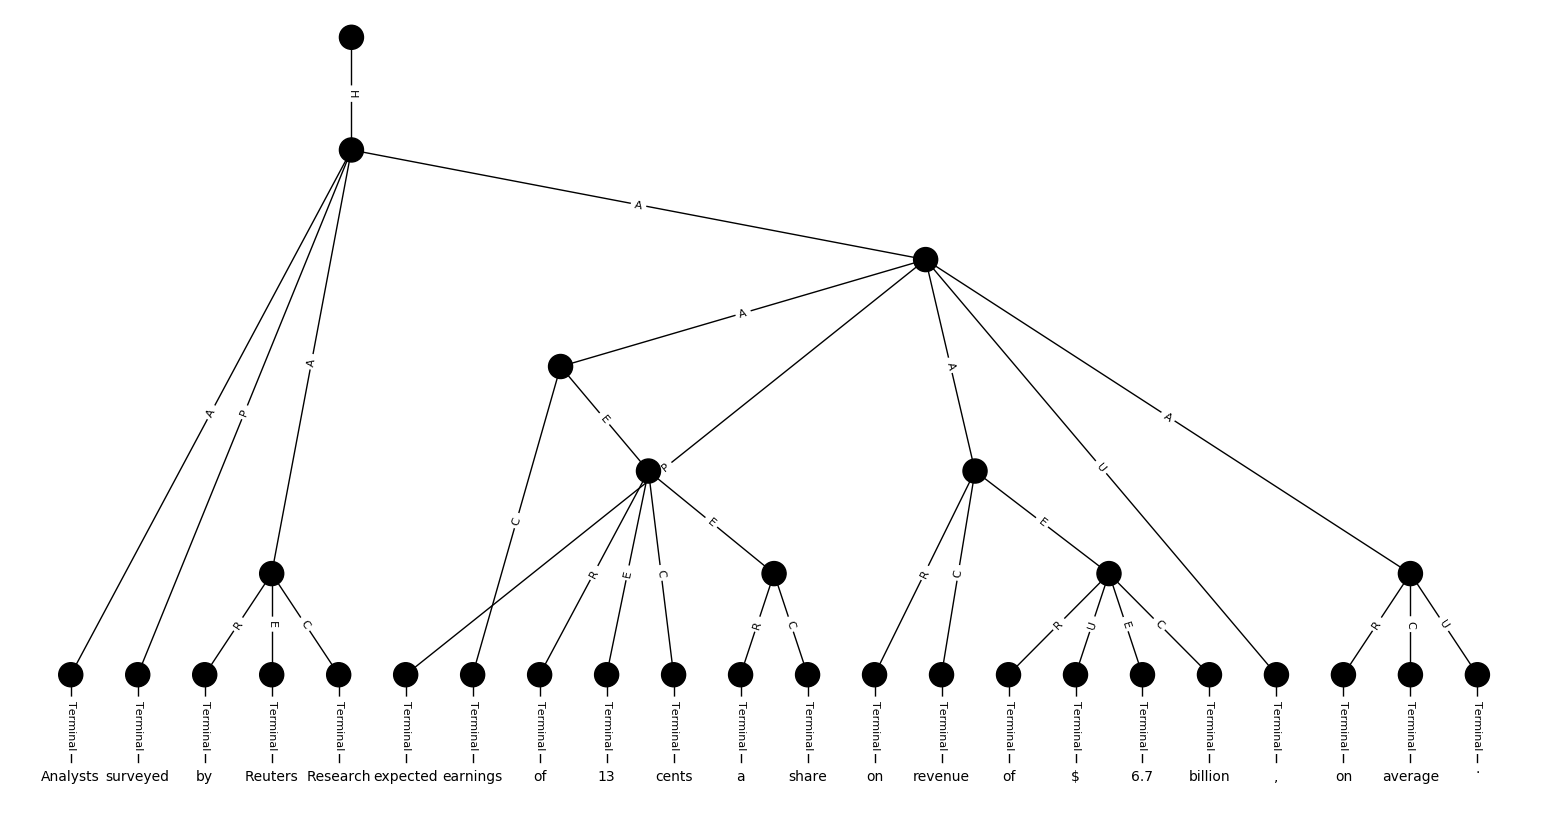 H
A
A
A
A
P
A
A
P
U
E
C
E
E
R
E
C
R
C
R
E
C
R
C
R
U
E
C
R
C
U
Terminal Terminal Terminal Terminal Terminal Terminal Terminal Terminal Terminal Terminal Terminal Terminal Terminal Terminal Terminal Terminal Terminal Terminal Terminal Terminal Terminal Terminal
Analysts surveyed by Reuters Research expected earnings of 13 cents a share on revenue of $ 6.7 billion , on average .